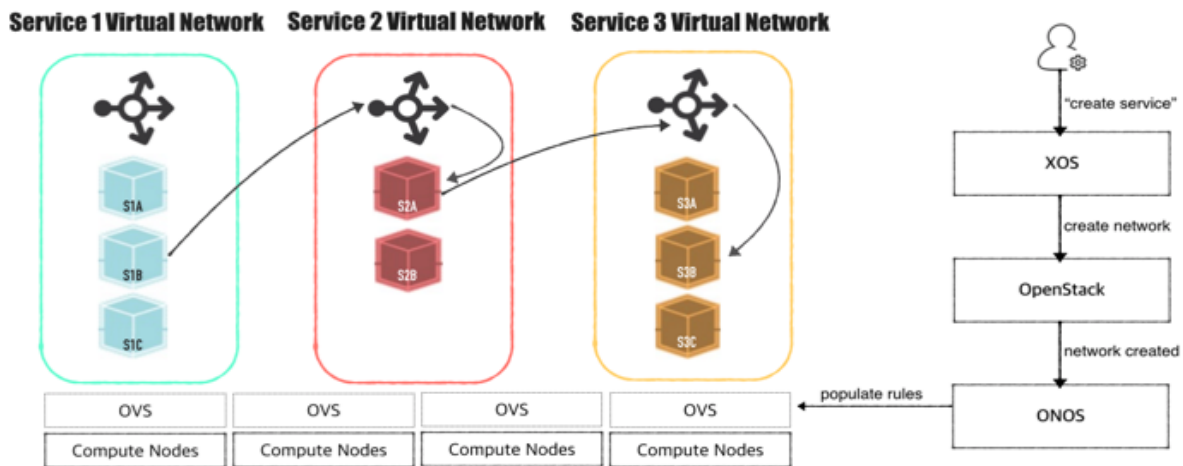 Service 1 Virtual Network
Service 2 Virtual Network
Service 3 Virtual Network
S1A
S1B
S1C
S2A
S2B
S3A
S3B
S3C
OVS
OVS
OVS
OVS
Compute Nodes
Compute Nodes
Compute Nodes
Compute Nodes
"create service"
XOS
create network
OpenStack
network created
ONOS
populate rules